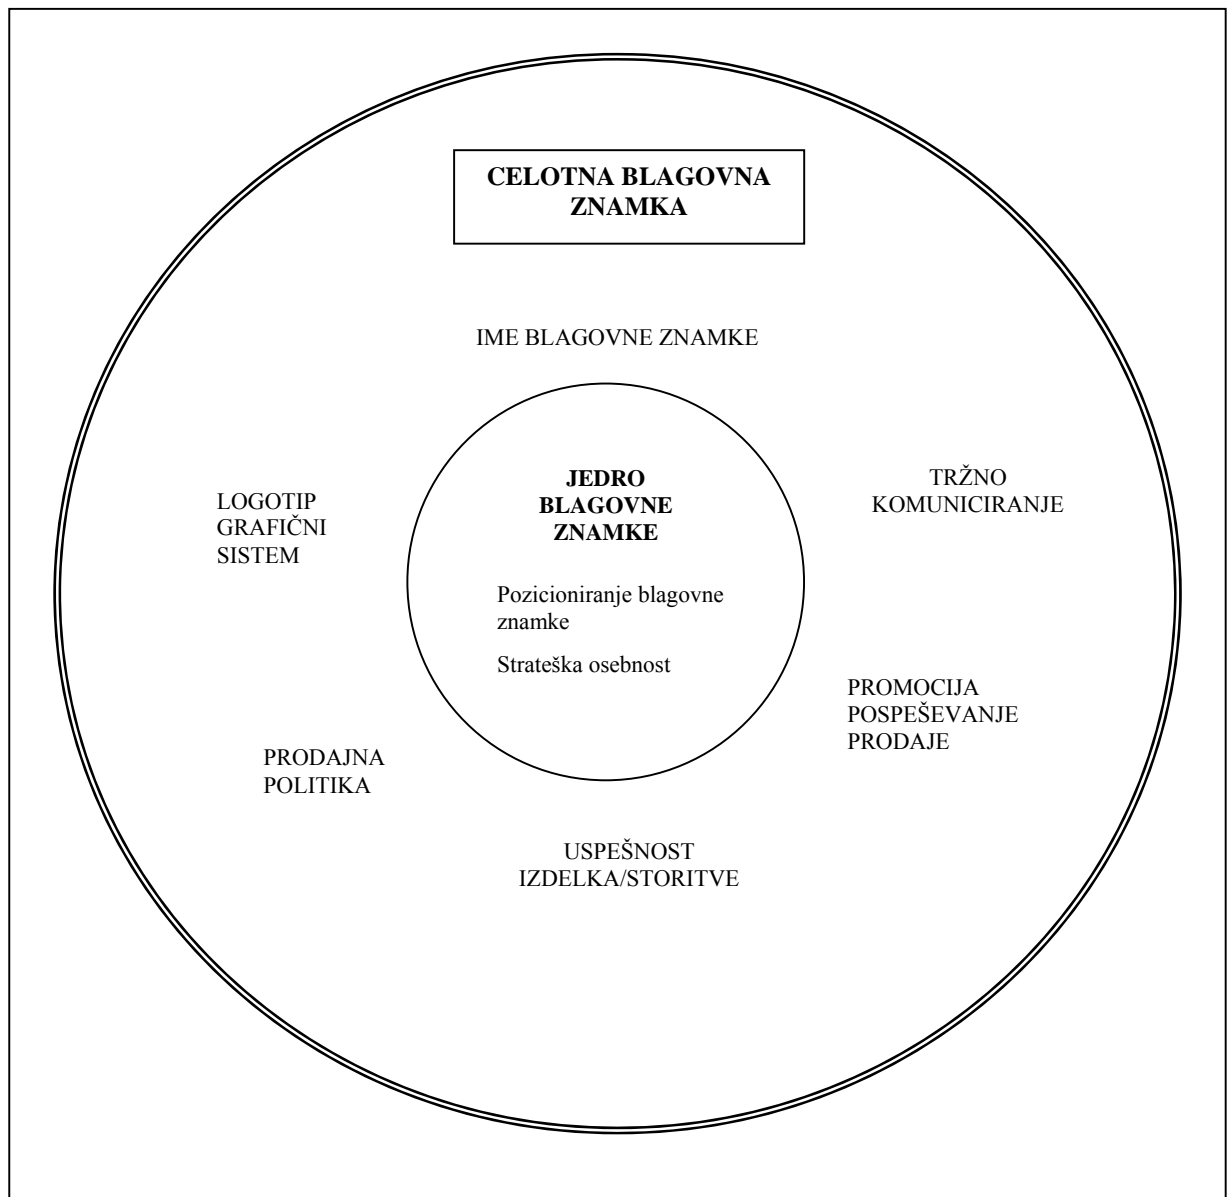 CELOTNA BLAGOVNA
ZNAMKA
IME BLAGOVNE ZNAMKE
LOGOTIP
GRAFIČNI
SISTEM
JEDRO
BLAGOVNE
ZNAMKE
Pozicioniranje blagovne
znamke
Strateška osebnost
TRŽNO
KOMUNICIRANJE
PROMOCIJA
POSPEŠEVANJE
PRODAJE
PRODAJNA
POLITIKA
USPEŠNOST
IZDELKA/STORITVE